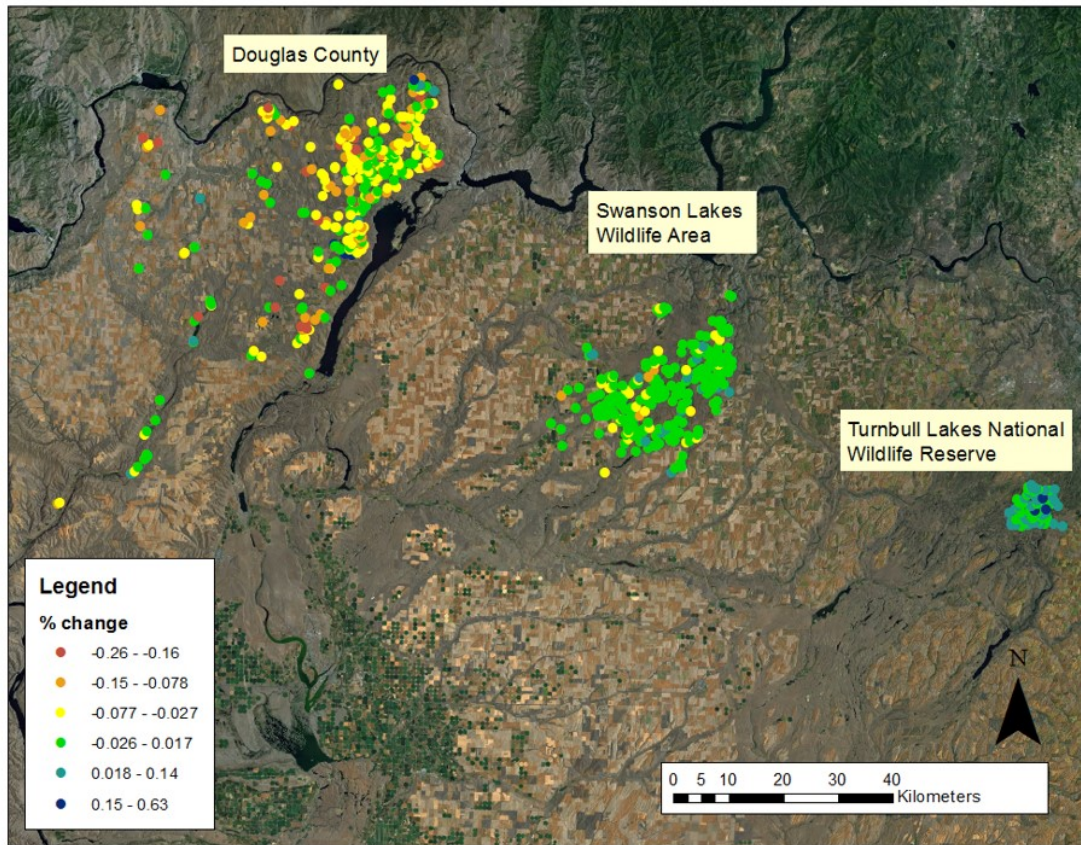 Douglas County
Swanson Lakes
Wildlife Area
Turnbull Lakes National
Wildlife Reserve
Legend
% change
-0.26 - -0.16
-0.15 - -0.078
-0.077 - -0.027
-0.026 - 0.017
0.018 - 0.14
0.15 - 0.63
N
0 5 10 20 30 40
Kilometers